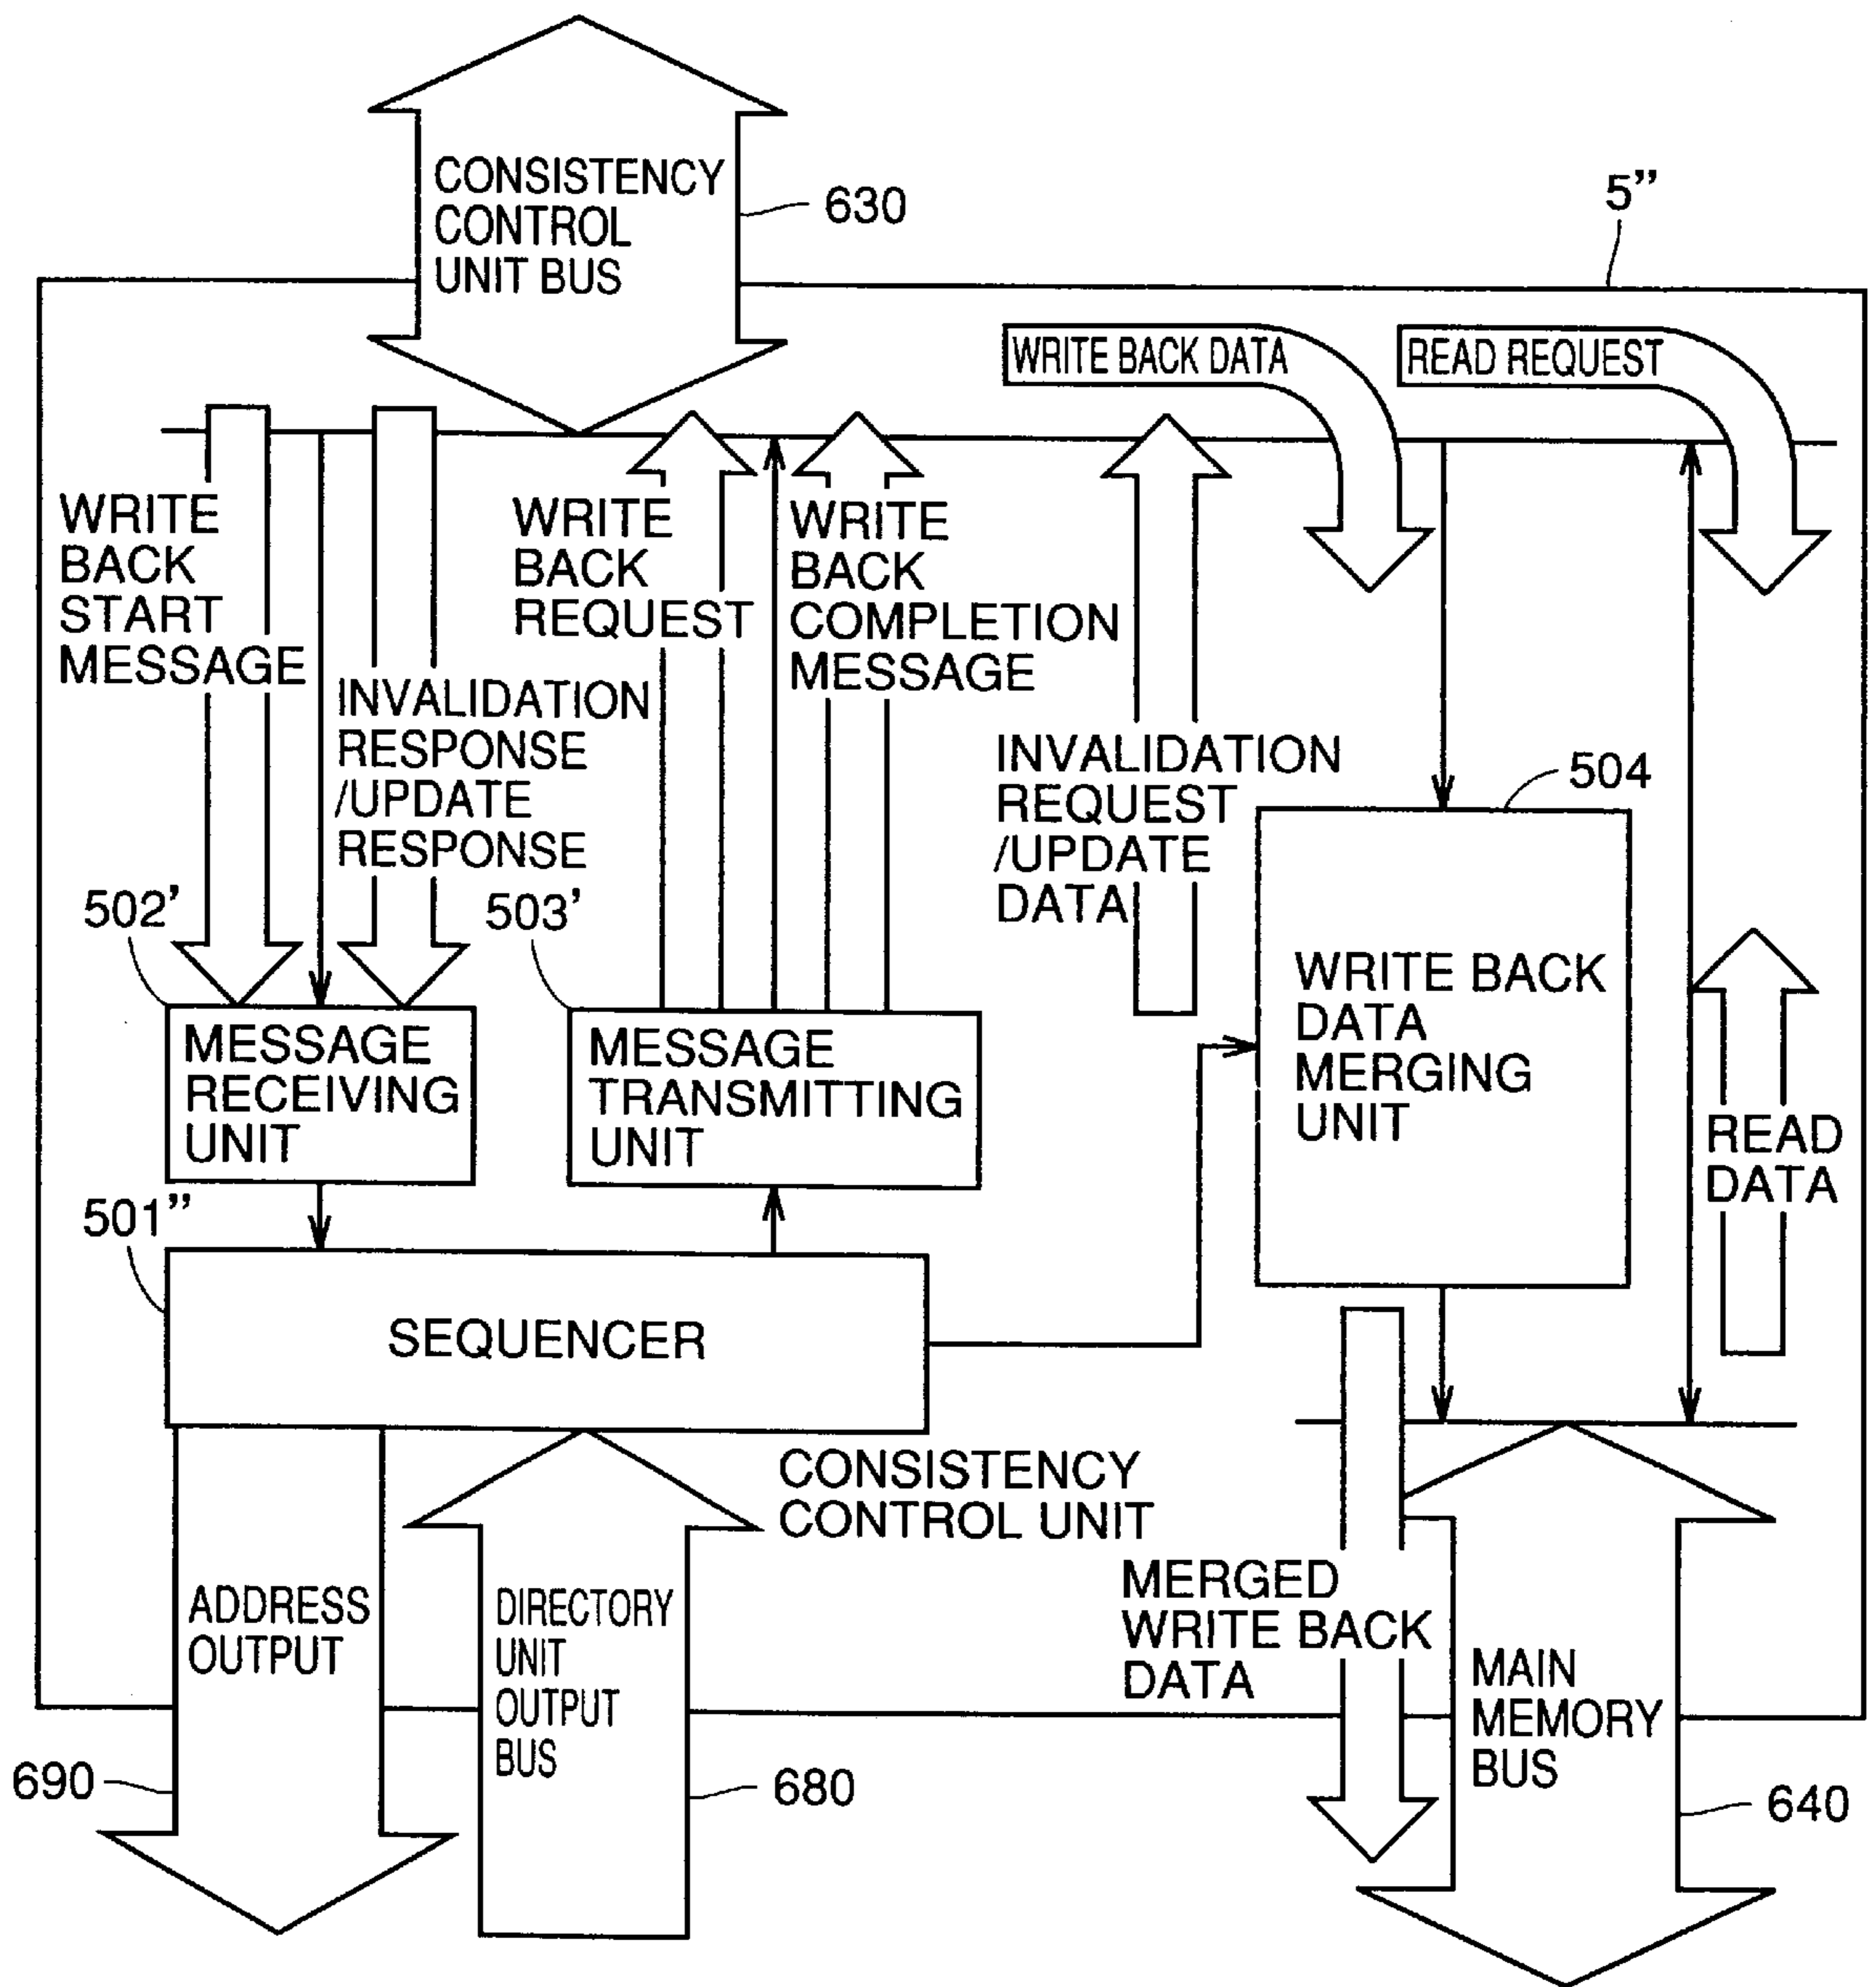 CONSISTENCY
CONTROL
UNIT BUS
630
5”
WRITE BACK DATA
READ REQUEST
WRITE
BACK
START
MESSAGE
INVALIDATION
RESPONSE
/UPDATE
RESPONSE
WRITE
BACK
REQUEST
WRITE
BACK
COMPLETION
MESSAGE
INVALIDATION
REQUEST
/UPDATE
DATA
504
502’
503’
MESSAGE
RECEIVING
UNIT
MESSAGE
TRANSMITTING
UNIT
WRITE BACK
DATA
MERGING
UNIT
READ
DATA
501”
SEQUENCER
CONSISTENCY
CONTROL UNIT
ADDRESS
OUTPUT
DIRECTORY
UNIT
OUTPUT
BUS
MERGED
WRITE BACK
DATA
MAIN
MEMORY
BUS
690
680
640